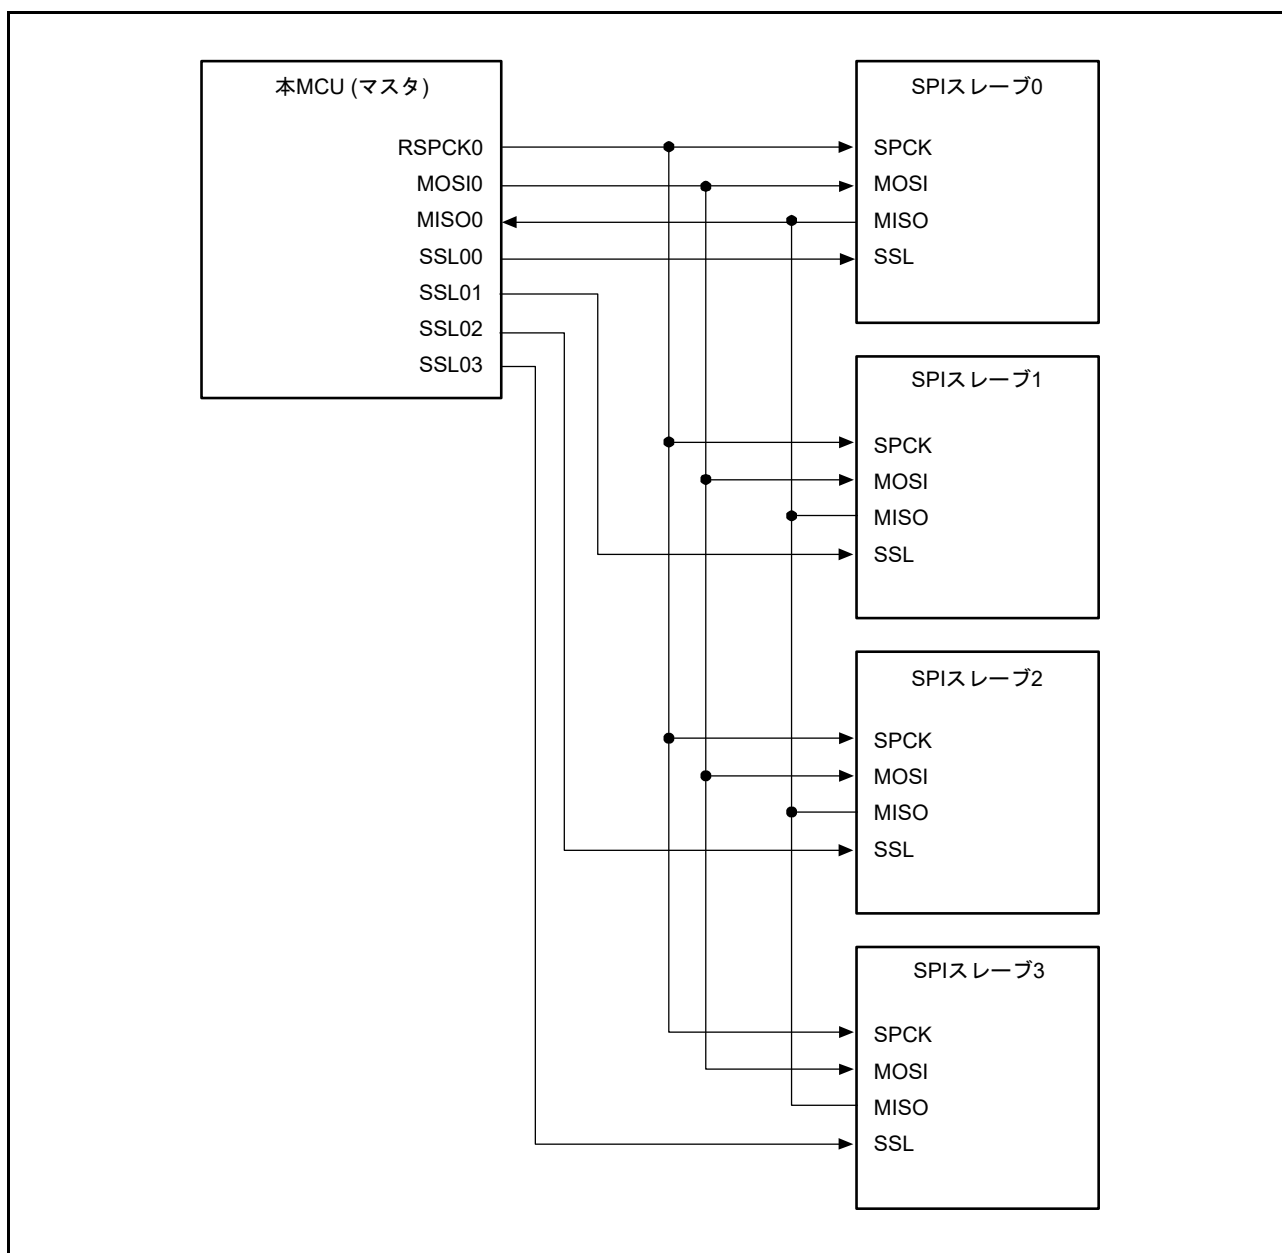 本MCU (マスタ)
RSPCK0
MOSI0
MISO0
SSL00
SSL01
SSL02
SSL03
SPIスレーブ0
SPCK
MOSI
MISO
SSL
SPIスレーブ1
SPCK
MOSI
MISO
SSL
SPIスレーブ2
SPCK
MOSI
MISO
SSL
SPIスレーブ3
SPCK
MOSI
MISO
SSL